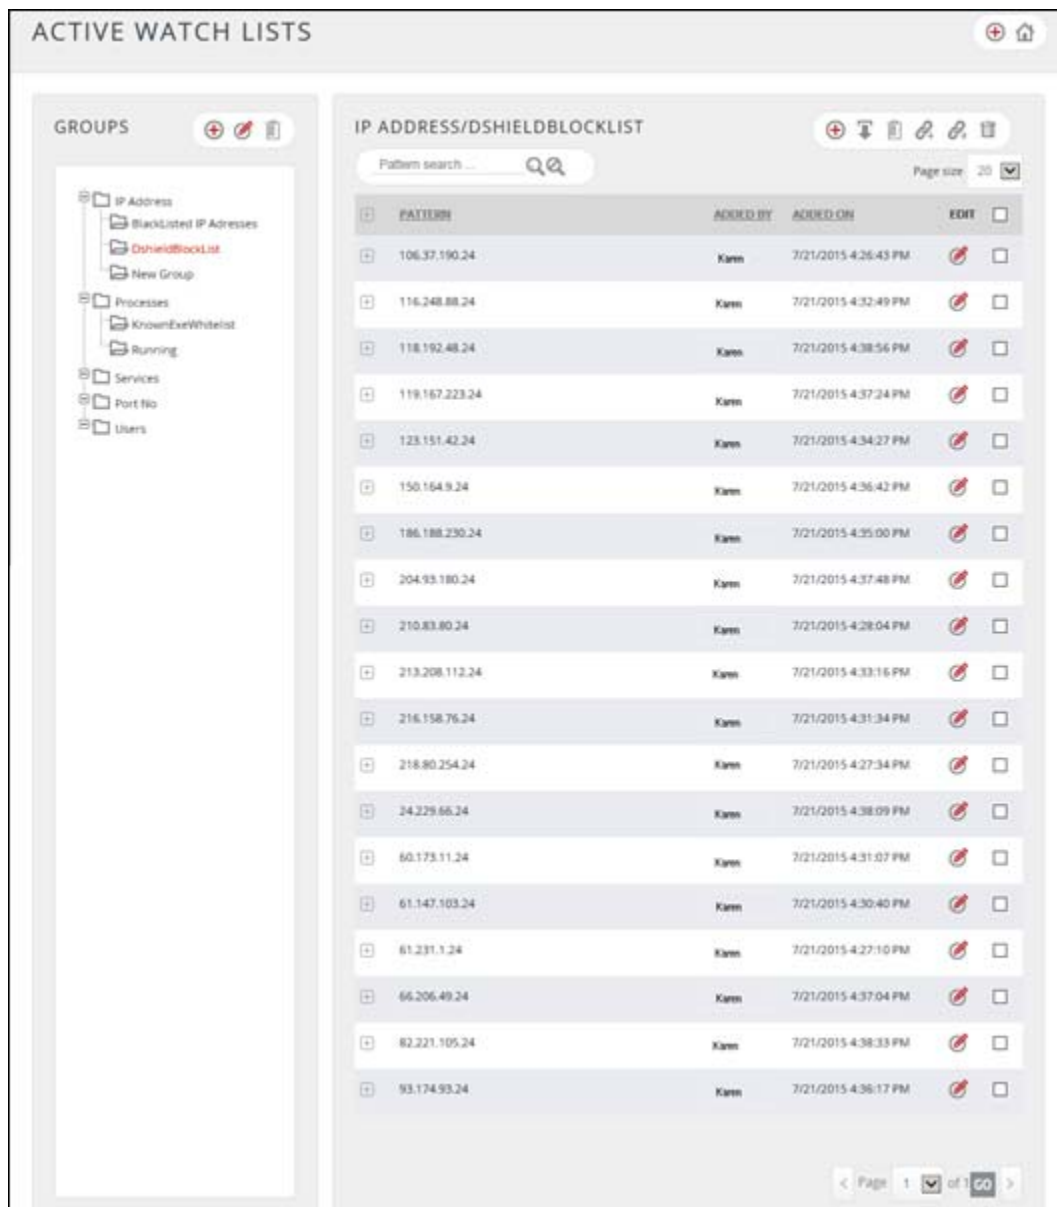 ACTIVE WATCH LISTS
GROUPS
IP Address
BlackListed IP Adresses
DshieldBlockList
New Group
Processes
KnownExeWhitelist
Running
Services
Port No
Users
IP ADDRESS/DSHIELDBLOCKLIST
Pattern search ...
Page size 20
PATTERN ADDED BY ADDED ON EDIT
106.37.190.24 Karen 7/21/2015 4:26:43 PM
116.248.88.24 Karen 7/21/2015 4:32:49 PM
118.192.48.24 Karen 7/21/2015 4:38:56 PM
119.167.223.24 Karen 7/21/2015 4:37:24 PM
123.151.42.24 Karen 7/21/2015 4:34:27 PM
150.164.9.24 Karen 7/21/2015 4:36:42 PM
186.188.230.24 Karen 7/21/2015 4:35:00 PM
204.93.180.24 Karen 7/21/2015 4:37:48 PM
210.83.80.24 Karen 7/21/2015 4:28:04 PM
213.208.112.24 Karen 7/21/2015 4:33:16 PM
216.158.76.24 Karen 7/21/2015 4:31:34 PM
218.80.254.24 Karen 7/21/2015 4:27:34 PM
24.229.66.24 Karen 7/21/2015 4:38:09 PM
60.173.11.24 Karen 7/21/2015 4:31:07 PM
61.147.103.24 Karen 7/21/2015 4:30:40 PM
61.231.1.24 Karen 7/21/2015 4:27:10 PM
66.206.49.24 Karen 7/21/2015 4:37:04 PM
82.221.105.24 Karen 7/21/2015 4:38:33 PM
93.174.93.24 Karen 7/21/2015 4:36:17 PM
< Page 1 of 1 GO >